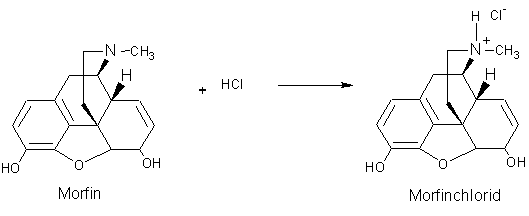 H Cl⁻
N–CH₃
N⁺
CH₃
H
H
+ HCl
HO
O
OH
HO
O
OH
Morfin
Morfinchlorid